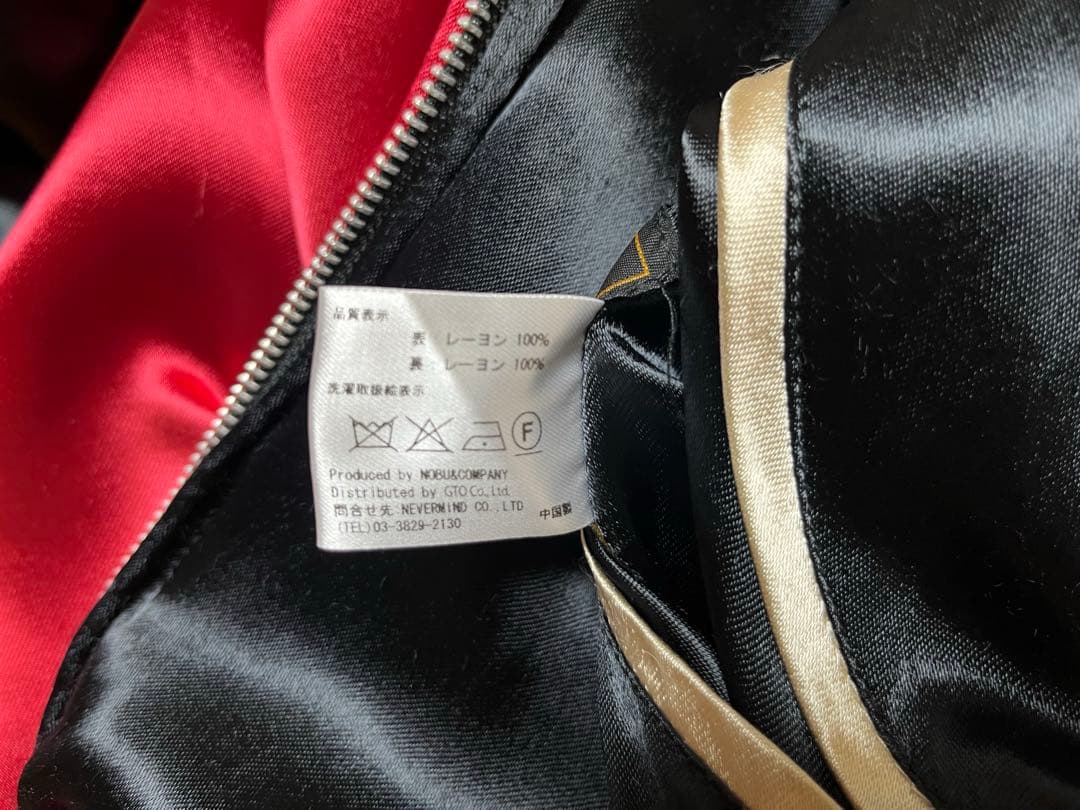 品質表示
表 レーヨン 100%
裏 レーヨン 100%
洗濯取扱絵表示
F
Produced by NOBU&COMPANY
Distributed by GTO Co.,Ltd.
問合せ先 NEVERMIND CO.,LTD
(TEL)03-3829-2130
中国製